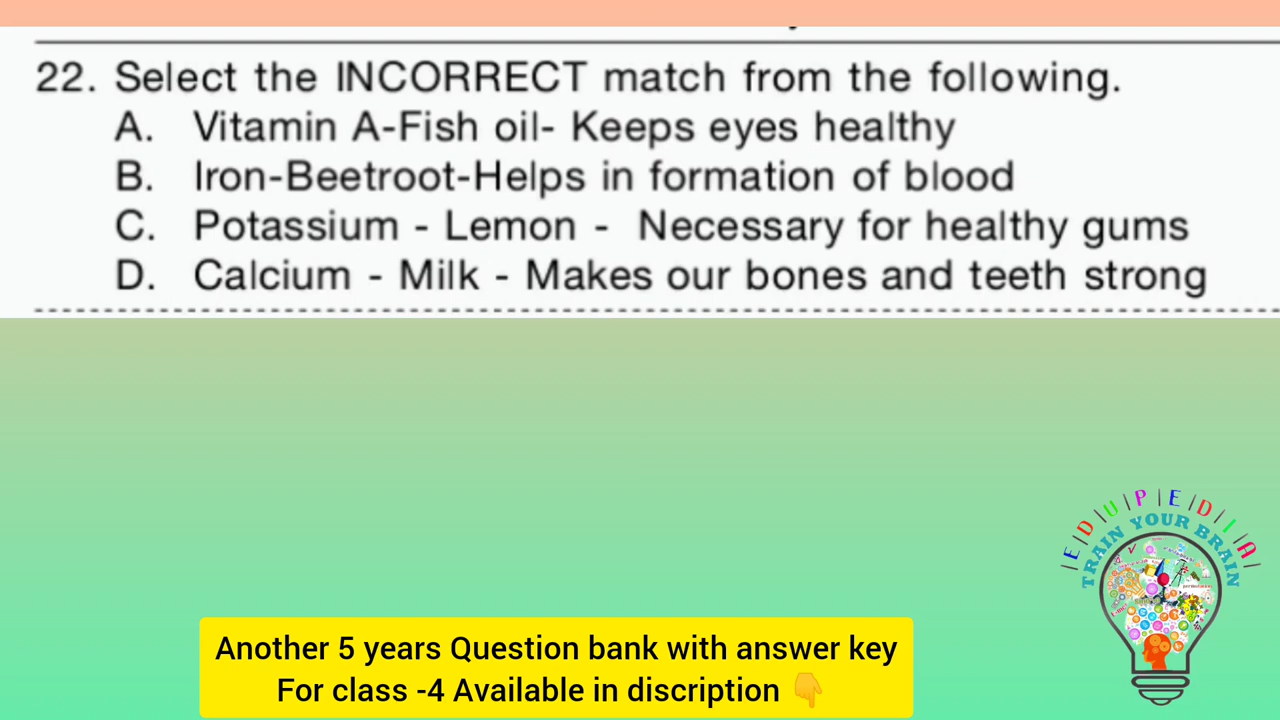 22. Select the INCORRECT match from the following.
A. Vitamin A-Fish oil- Keeps eyes healthy
B. Iron-Beetroot-Helps in formation of blood
C. Potassium - Lemon - Necessary for healthy gums
D. Calcium - Milk - Makes our bones and teeth strong
|E|D|U|P|E|D|I|A|
TRAIN YOUR BRAIN
Another 5 years Question bank with answer key
For class -4 Available in discription 👇